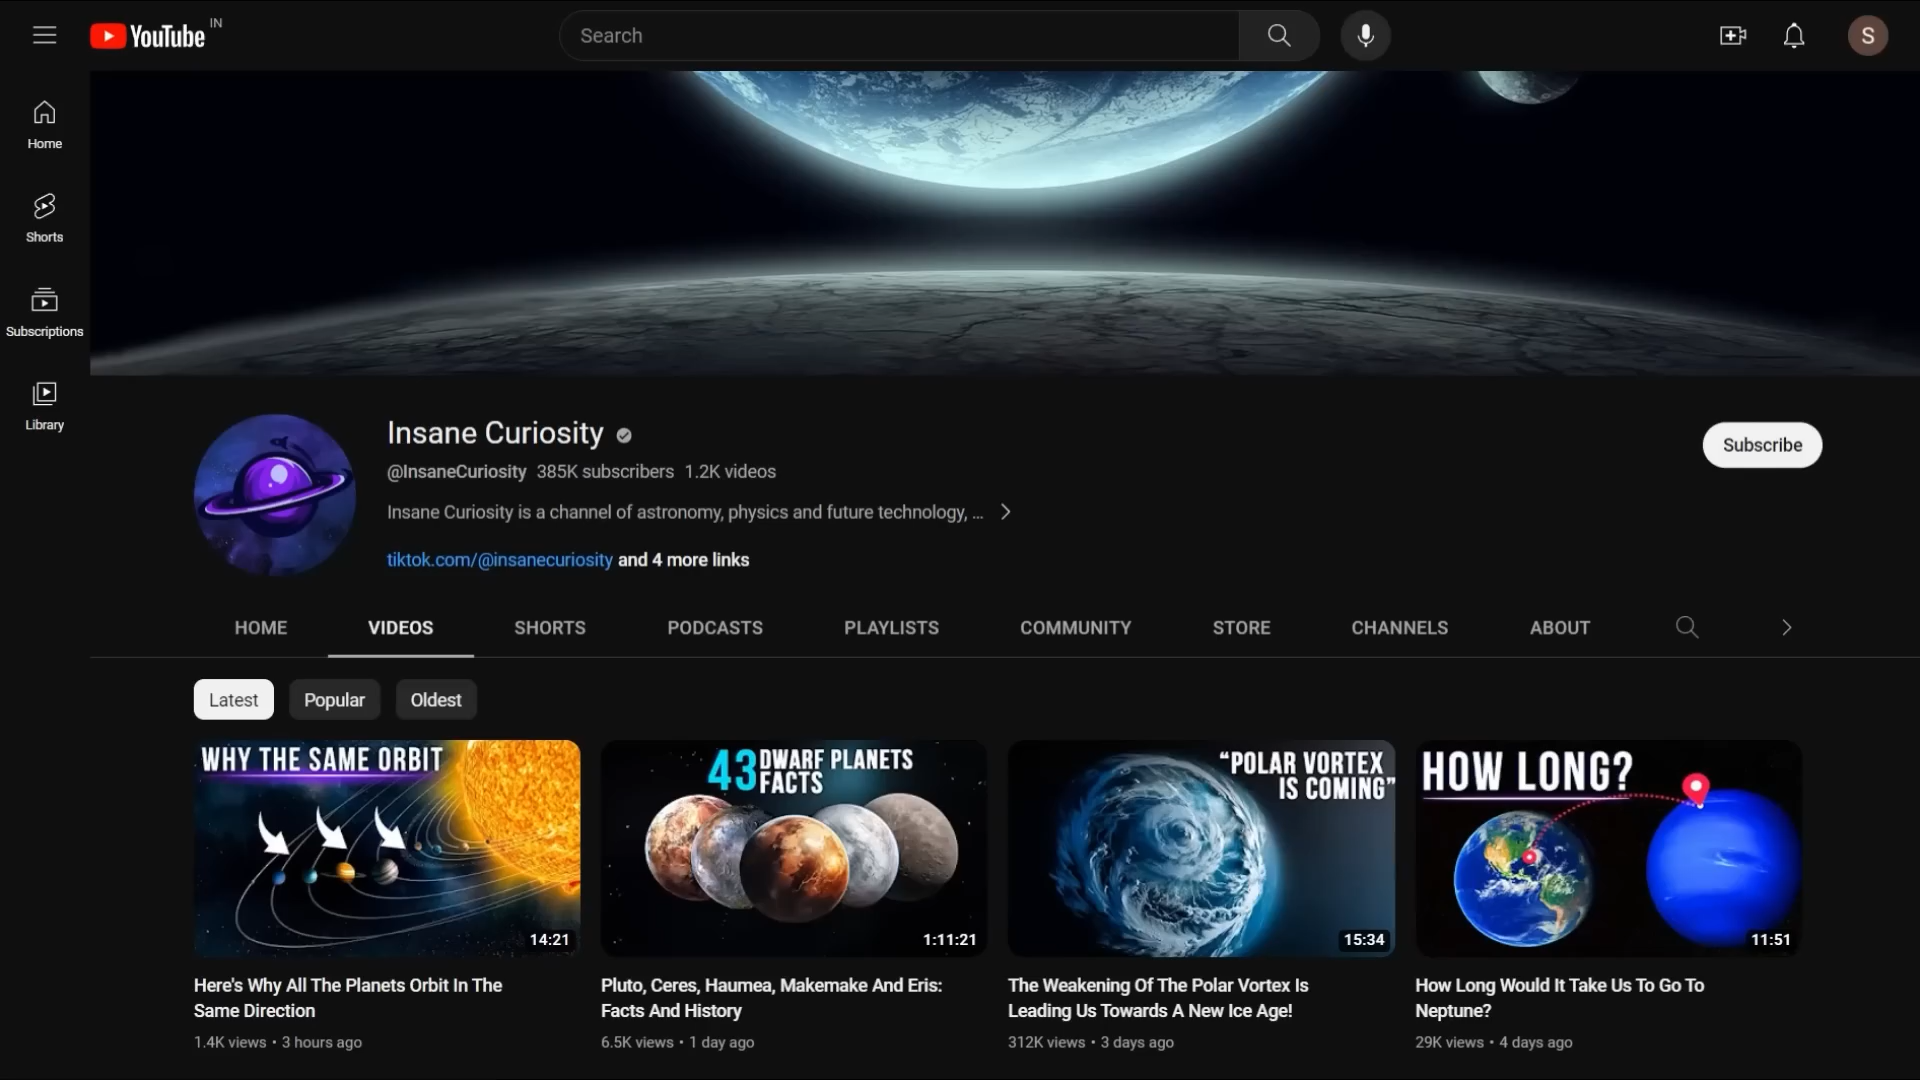 YouTube IN
Search
S
Home
Shorts
Subscriptions
Library
Insane Curiosity
@InsaneCuriosity 385K subscribers 1.2K videos
Insane Curiosity is a channel of astronomy, physics and future technology, ...
tiktok.com/@insanecuriosity and 4 more links
Subscribe
HOME VIDEOS SHORTS PODCASTS PLAYLISTS COMMUNITY STORE CHANNELS ABOUT
Latest Popular Oldest
WHY THE SAME ORBIT
14:21
Here's Why All The Planets Orbit In The
Same Direction
1.4K views • 3 hours ago
43 DWARF PLANETS
FACTS
1:11:21
Pluto, Ceres, Haumea, Makemake And Eris:
Facts And History
6.5K views • 1 day ago
“POLAR VORTEX
IS COMING”
15:34
The Weakening Of The Polar Vortex Is
Leading Us Towards A New Ice Age!
312K views • 3 days ago
HOW LONG?
11:51
How Long Would It Take Us To Go To
Neptune?
29K views • 4 days ago